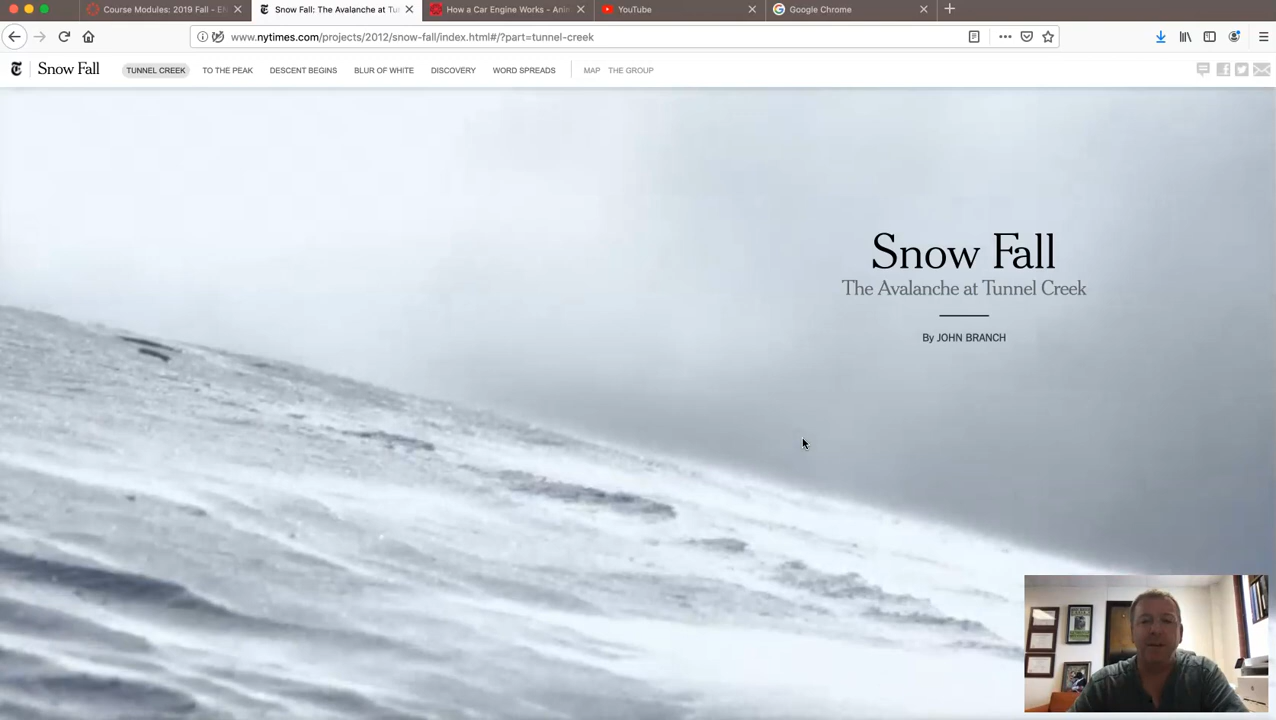 Course Modules: 2019 Fall - EN
Snow Fall: The Avalanche at Tu
How a Car Engine Works - Anim
YouTube
Google Chrome
www.nytimes.com/projects/2012/snow-fall/index.html#/?part=tunnel-creek
Snow Fall
TUNNEL CREEK TO THE PEAK DESCENT BEGINS BLUR OF WHITE DISCOVERY WORD SPREADS MAP THE GROUP
Snow Fall
The Avalanche at Tunnel Creek
By JOHN BRANCH